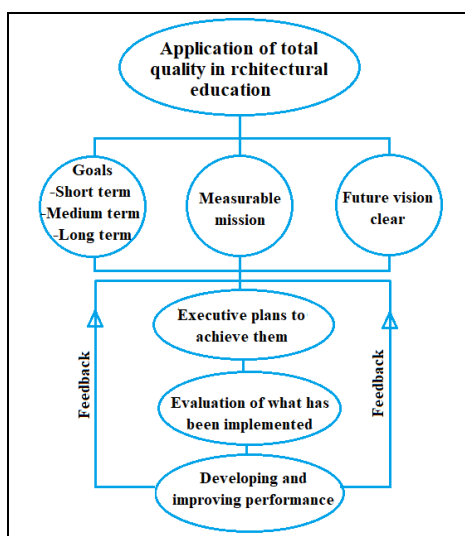 Application of total
quality in rchitectural
education
Goals
-Short term
-Medium term
-Long term
Measurable
mission
Future vision
clear
Executive plans to
achieve them
Feedback
Feedback
Evaluation of what has
been implemented
Developing and
improving performance